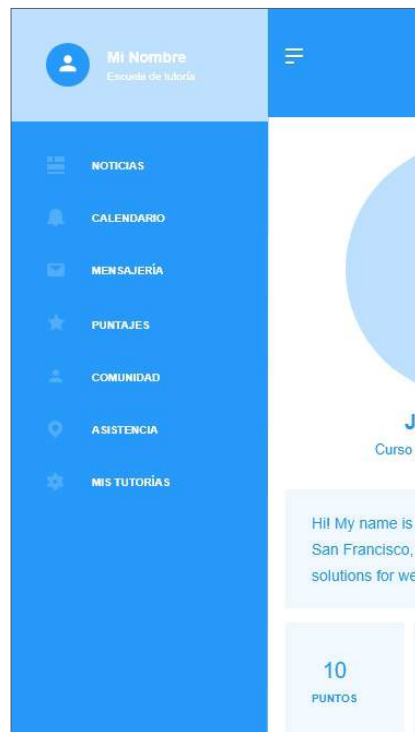 Mi Nombre
Escuela de tutoría
NOTICIAS
CALENDARIO
MENSAJERÍA
PUNTAJES
COMUNIDAD
ASISTENCIA
MIS TUTORÍAS
J
Curso
Hi! My name is
San Francisco,
solutions for we
10
PUNTOS